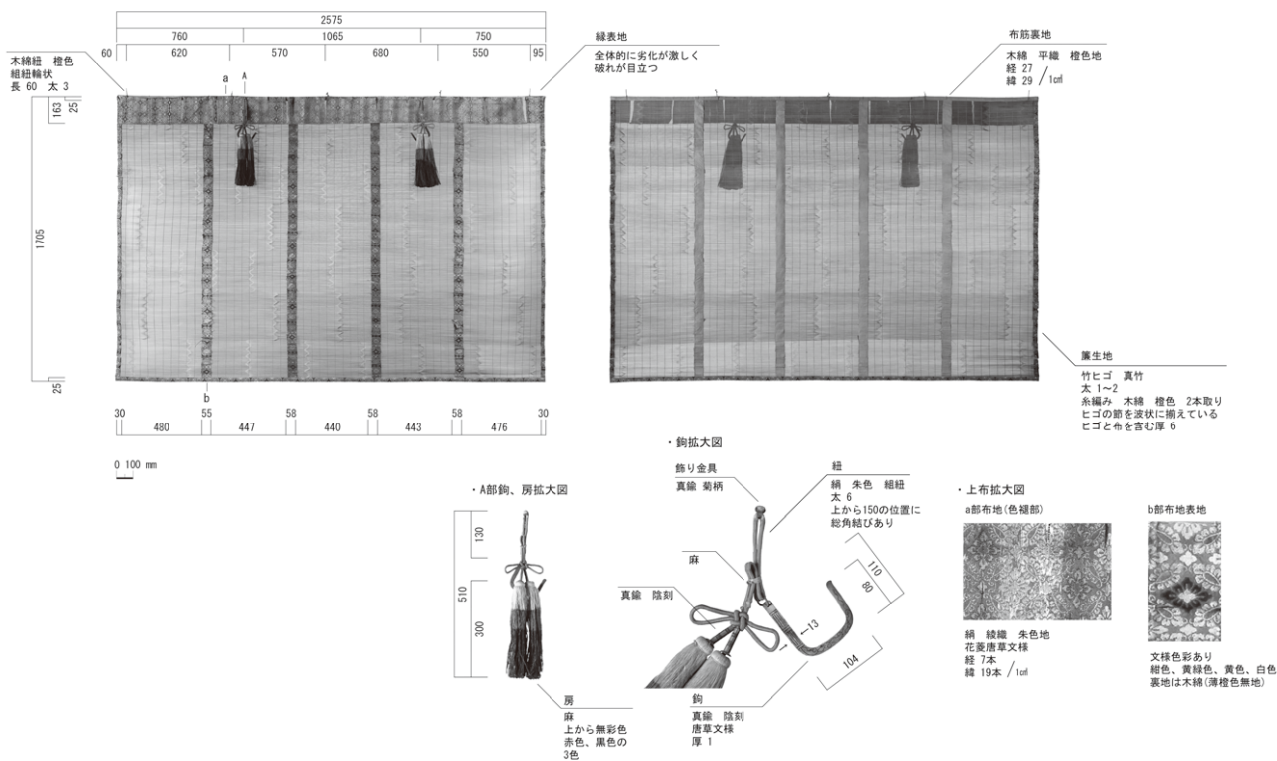 2575
760 1065 750
60 620 570 680 550 95
木綿紐 橙色
組紐輪状
長 60 太 3
a A
163 25
1705
25
b
30 55 58 58 58 30
480 447 440 443 476
0 100 mm
縁表地
全体的に劣化が激しく
破れが目立つ
布筋裏地
木綿 平織 橙色地
経 27
緯 29 /1c㎡
簾生地
竹ヒゴ 真竹
太 1~2
糸編み 木綿 橙色 2本取り
ヒゴの節を波状に揃えている
ヒゴと布を含む厚 6
・A部鉤、房拡大図
130
510
300
房
麻
上から無彩色
赤色、黒色の
3色
・鉤拡大図
飾り金具
真鍮 菊柄
紐
絹 朱色 組紐
太 6
上から150の位置に
総角結びあり
麻
真鍮 陰刻
110
80
←13
104
鉤
真鍮 陰刻
唐草文様
厚 1
・上布拡大図
a部布地(色褪部)
絹 綾織 朱色地
花菱唐草文様
経 7本
緯 19本 /1c㎡
b部布地表地
文様色彩あり
紺色、黄緑色、黄色、白色
裏地は木綿(薄橙色無地)